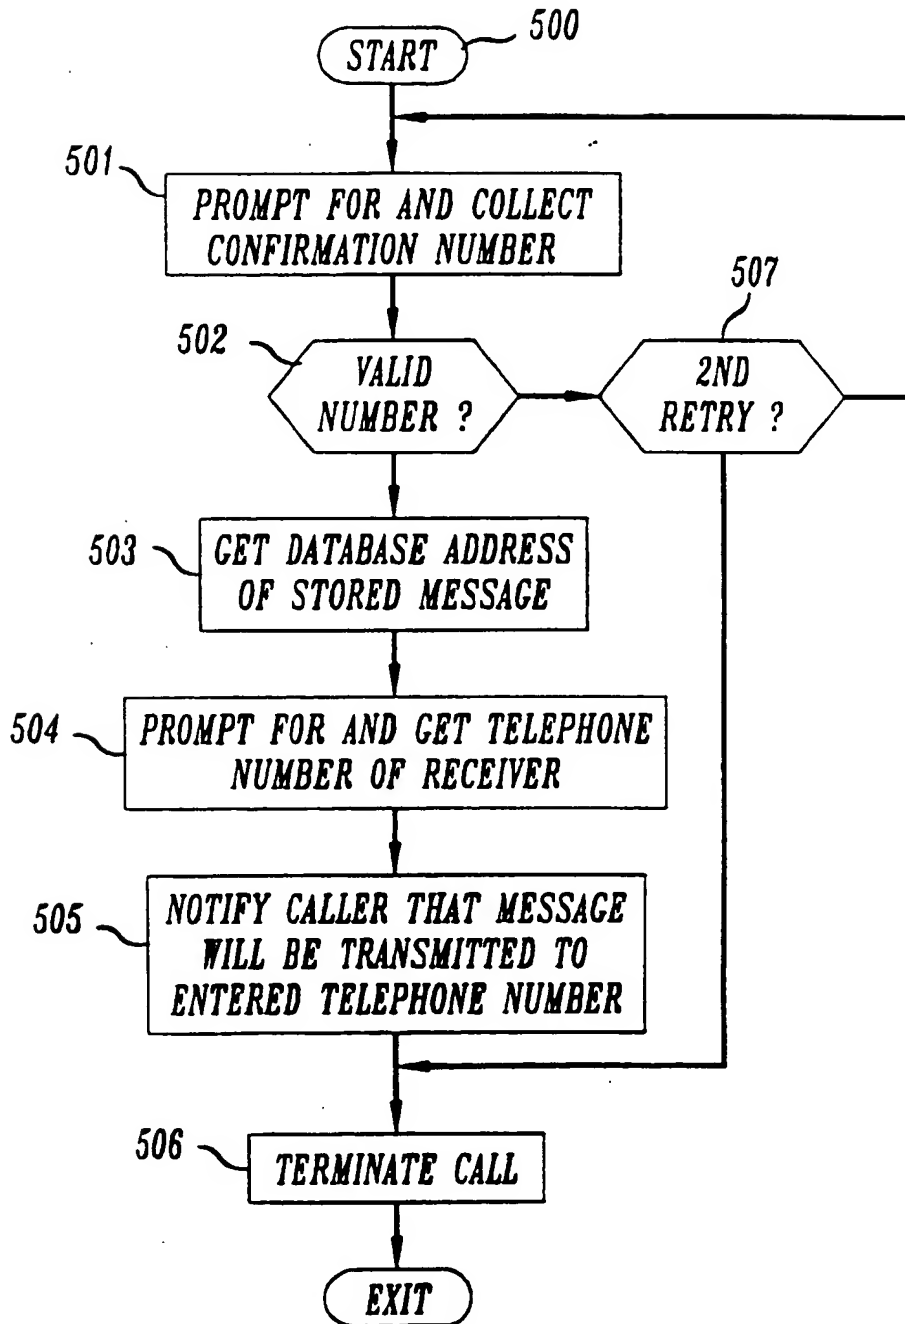 500
START
501
PROMPT FOR AND COLLECT
CONFIRMATION NUMBER
507
502
VALID
NUMBER ?
2ND
RETRY ?
503
GET DATABASE ADDRESS
OF STORED MESSAGE
504
PROMPT FOR AND GET TELEPHONE
NUMBER OF RECEIVER
505
NOTIFY CALLER THAT MESSAGE
WILL BE TRANSMITTED TO
ENTERED TELEPHONE NUMBER
506
TERMINATE CALL
EXIT